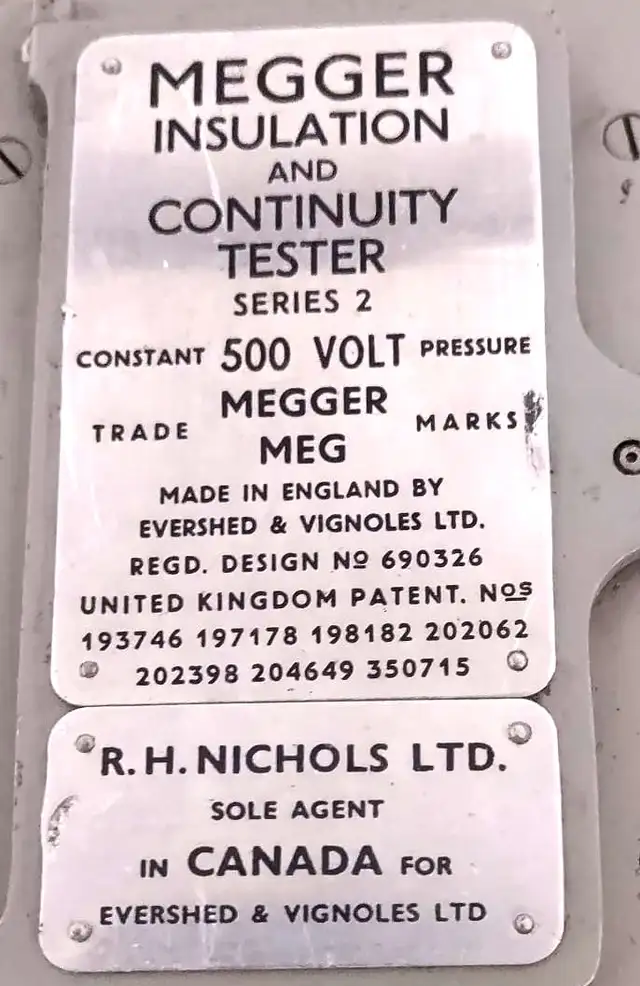 MEGGER
INSULATION
AND
CONTINUITY
TESTER
SERIES 2
CONSTANT 500 VOLT PRESSURE
TRADE MEGGER MARKS
MEG
MADE IN ENGLAND BY
EVERSHED & VIGNOLES LTD.
REGD. DESIGN Nº 690326
UNITED KINGDOM PATENT. NOS
193746 197178 198182 202062
202398 204649 350715
R.H. NICHOLS LTD.
SOLE AGENT
IN CANADA FOR
EVERSHED & VIGNOLES LTD